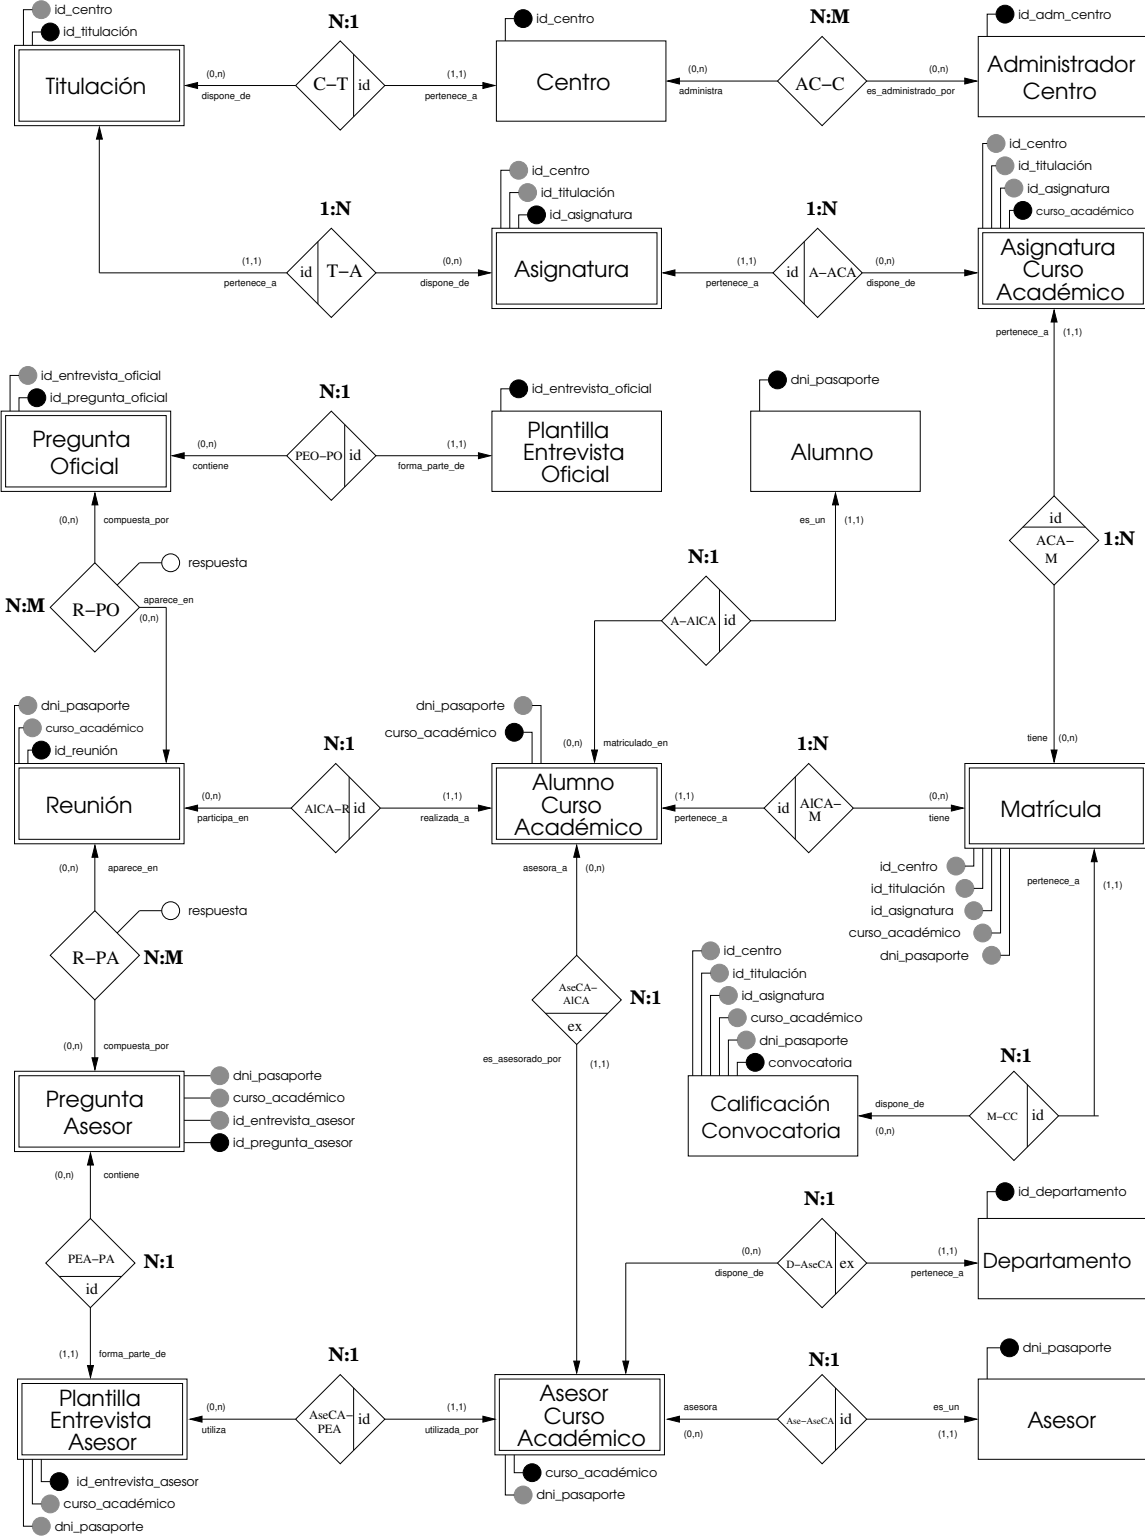 id_centro
id_titulación
Titulación
N:1
(0,n)
dispone_de
C–T
id
(1,1)
pertenece_a
id_centro
Centro
N:M
(0,n)
administra
AC–C
(0,n)
es_administrado_por
id_adm_centro
Administrador
Centro
1:N
(1,1)
pertenece_a
id
T–A
(0,n)
dispone_de
id_centro
id_titulación
id_asignatura
Asignatura
1:N
(1,1)
pertenece_a
id
A–ACA
(0,n)
dispone_de
id_centro
id_titulación
id_asignatura
curso_académico
Asignatura
Curso
Académico
pertenece_a
(1,1)
id_entrevista_oficial
id_pregunta_oficial
Pregunta
Oficial
N:1
(0,n)
contiene
PEO–PO
id
(1,1)
forma_parte_de
id_entrevista_oficial
Plantilla
Entrevista
Oficial
dni_pasaporte
Alumno
es_un
(1,1)
id
ACA–
M
1:N
(0,n)
compuesta_por
respuesta
N:M
R–PO
aparece_en
(0,n)
N:1
A–AlCA
id
dni_pasaporte
curso_académico
id_reunión
Reunión
N:1
(0,n)
participa_en
AlCA–R
id
(1,1)
realizada_a
dni_pasaporte
curso_académico
(0,n)
matriculado_en
Alumno
Curso
Académico
1:N
(1,1)
pertenece_a
id
AlCA–
M
(0,n)
tiene
tiene
(0,n)
Matrícula
id_centro
id_titulación
id_asignatura
curso_académico
dni_pasaporte
pertenece_a
(1,1)
(0,n)
aparece_en
respuesta
R–PA
N:M
(0,n)
compuesta_por
asesora_a
(0,n)
AseCA–
AlCA
ex
N:1
es_asesorado_por
(1,1)
id_centro
id_titulación
id_asignatura
curso_académico
dni_pasaporte
convocatoria
Calificación
Convocatoria
N:1
dispone_de
(0,n)
M–CC
id
Pregunta
Asesor
dni_pasaporte
curso_académico
id_entrevista_asesor
id_pregunta_asesor
(0,n)
contiene
PEA–PA
id
N:1
(1,1)
forma_parte_de
N:1
(0,n)
dispone_de
D–AseCA
ex
(1,1)
pertenece_a
id_departamento
Departamento
Plantilla
Entrevista
Asesor
id_entrevista_asesor
curso_académico
dni_pasaporte
N:1
(0,n)
utiliza
AseCA–
PEA
id
(1,1)
utilizada_por
Asesor
Curso
Académico
curso_académico
dni_pasaporte
N:1
asesora
(0,n)
Ase–AseCA
id
es_un
(1,1)
dni_pasaporte
Asesor